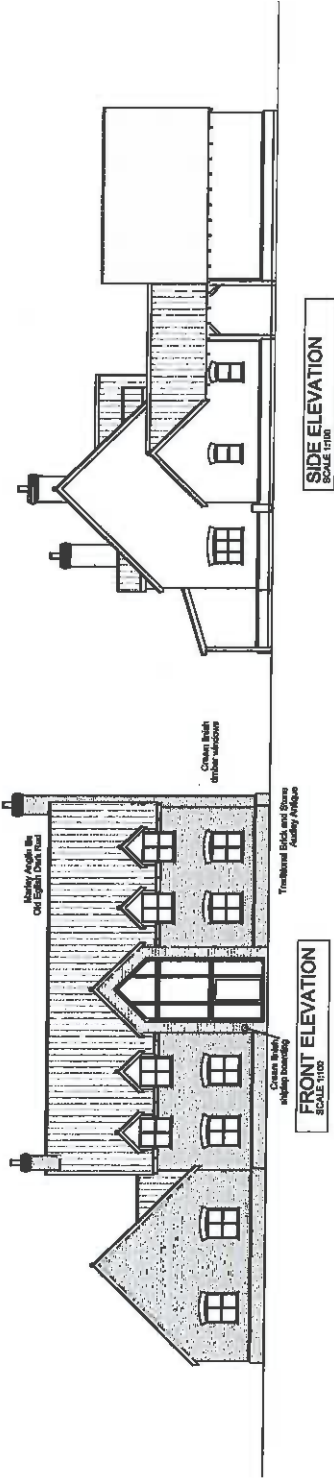 Marley Anglia tile
Old English Dark Red
Cream finish
timber windows
Traditional Brick and Stone
Audley Antique
Cream finish
shiplap boarding
FRONT ELEVATION
SCALE 1:100
SIDE ELEVATION
SCALE 1:100